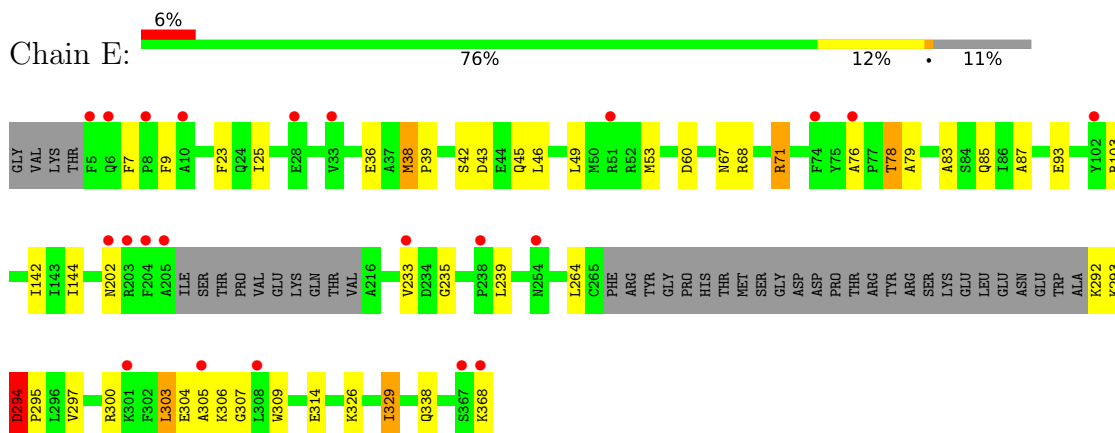 6%
Chain E:
76% 12% • 11%
GLY VAL LYS THR F5 Q6 F7 P8 F9 A10 F23 Q24 I25 E28 V33 E36 A37 M38 P39 S42 D43 E44 Q45 L46 L49 M50 R51 R52 M53 D60 N67 R68 R71 F74 Y75 A76 P77 T78 A79 A83 S84 Q85 I86 A87 E93 Y102 R103
I142 I143 I144 N202 R203 F204 A205 ILE SER THR PRO VAL GLU LYS GLN THR VAL A216 V233 D234 G235 P238 L239 N254 L264 C265 PHE ARG TYR GLY PRO HIS THR MET SER GLY ASP ASP PRO THR ARG TYR ARG SER LYS GLU LEU GLU ASN GLU TRP ALA K292 K293
D294 P295 L296 V297 R300 K301 F302 L303 E304 A305 K306 G307 L308 W309 E314 K326 I329 Q338 S367 K368